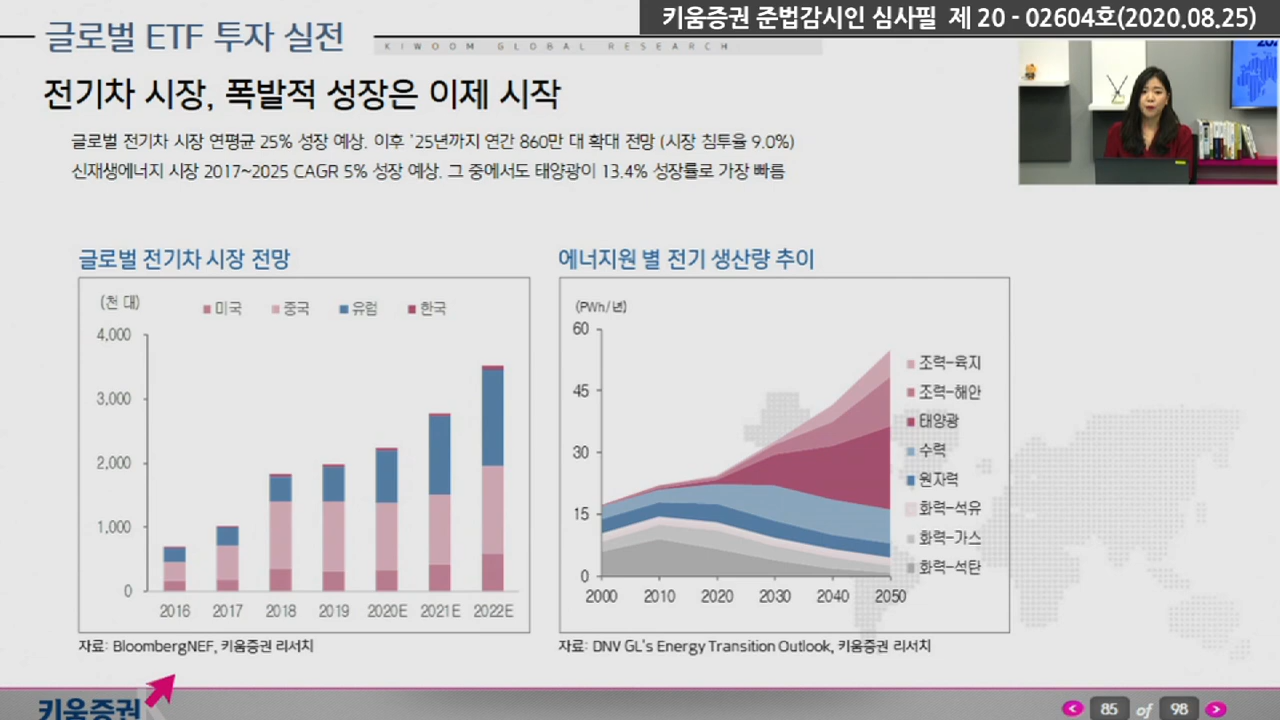 키움증권 준법감시인 심사필 제 20 - 02604호(2020.08.25)
글로벌 ETF 투자 실전
KIWOOM GLOBAL RESEARCH
전기차 시장, 폭발적 성장은 이제 시작
글로벌 전기차 시장 연평균 25% 성장 예상. 이후 '25년까지 연간 860만 대 확대 전망 (시장 침투율 9.0%)
신재생에너지 시장 2017~2025 CAGR 5% 성장 예상. 그 중에서도 태양광이 13.4% 성장률로 가장 빠름
글로벌 전기차 시장 전망
(천 대)
미국 중국 유럽 한국
4,000
3,000
2,000
1,000
0
2016 2017 2018 2019 2020E 2021E 2022E
자료: BloombergNEF, 키움증권 리서치
에너지원 별 전기 생산량 추이
(PWh/년)
60
45
30
15
0
2000 2010 2020 2030 2040 2050
조력-육지
조력-해안
태양광
수력
원자력
화력-석유
화력-가스
화력-석탄
자료: DNV GL's Energy Transition Outlook, 키움증권 리서치
키움증권
85 of 98